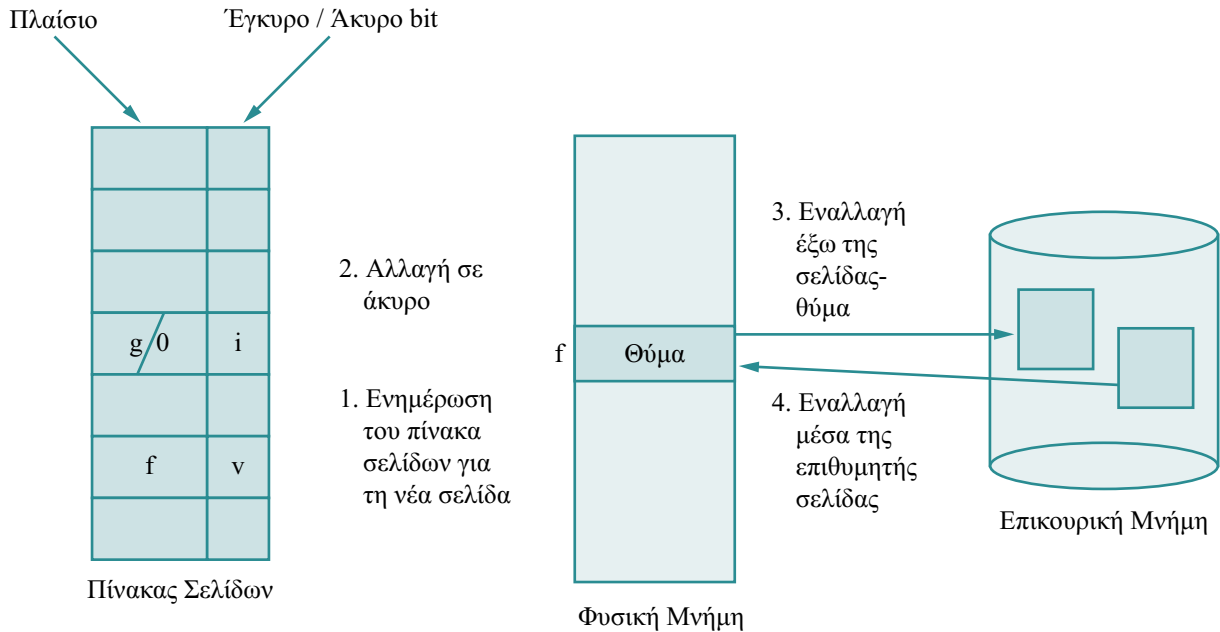 Πλαίσιο
Έγκυρο / Άκυρο bit
2. Αλλαγή σε
άκυρο
g/0
i
1. Ενημέρωση
του πίνακα
σελίδων για
τη νέα σελίδα
f
v
Πίνακας Σελίδων
f
Θύμα
Φυσική Μνήμη
3. Εναλλαγή
έξω της
σελίδας-
θύμα
4. Εναλλαγή
μέσα της
επιθυμητής
σελίδας
Επικουρική Μνήμη